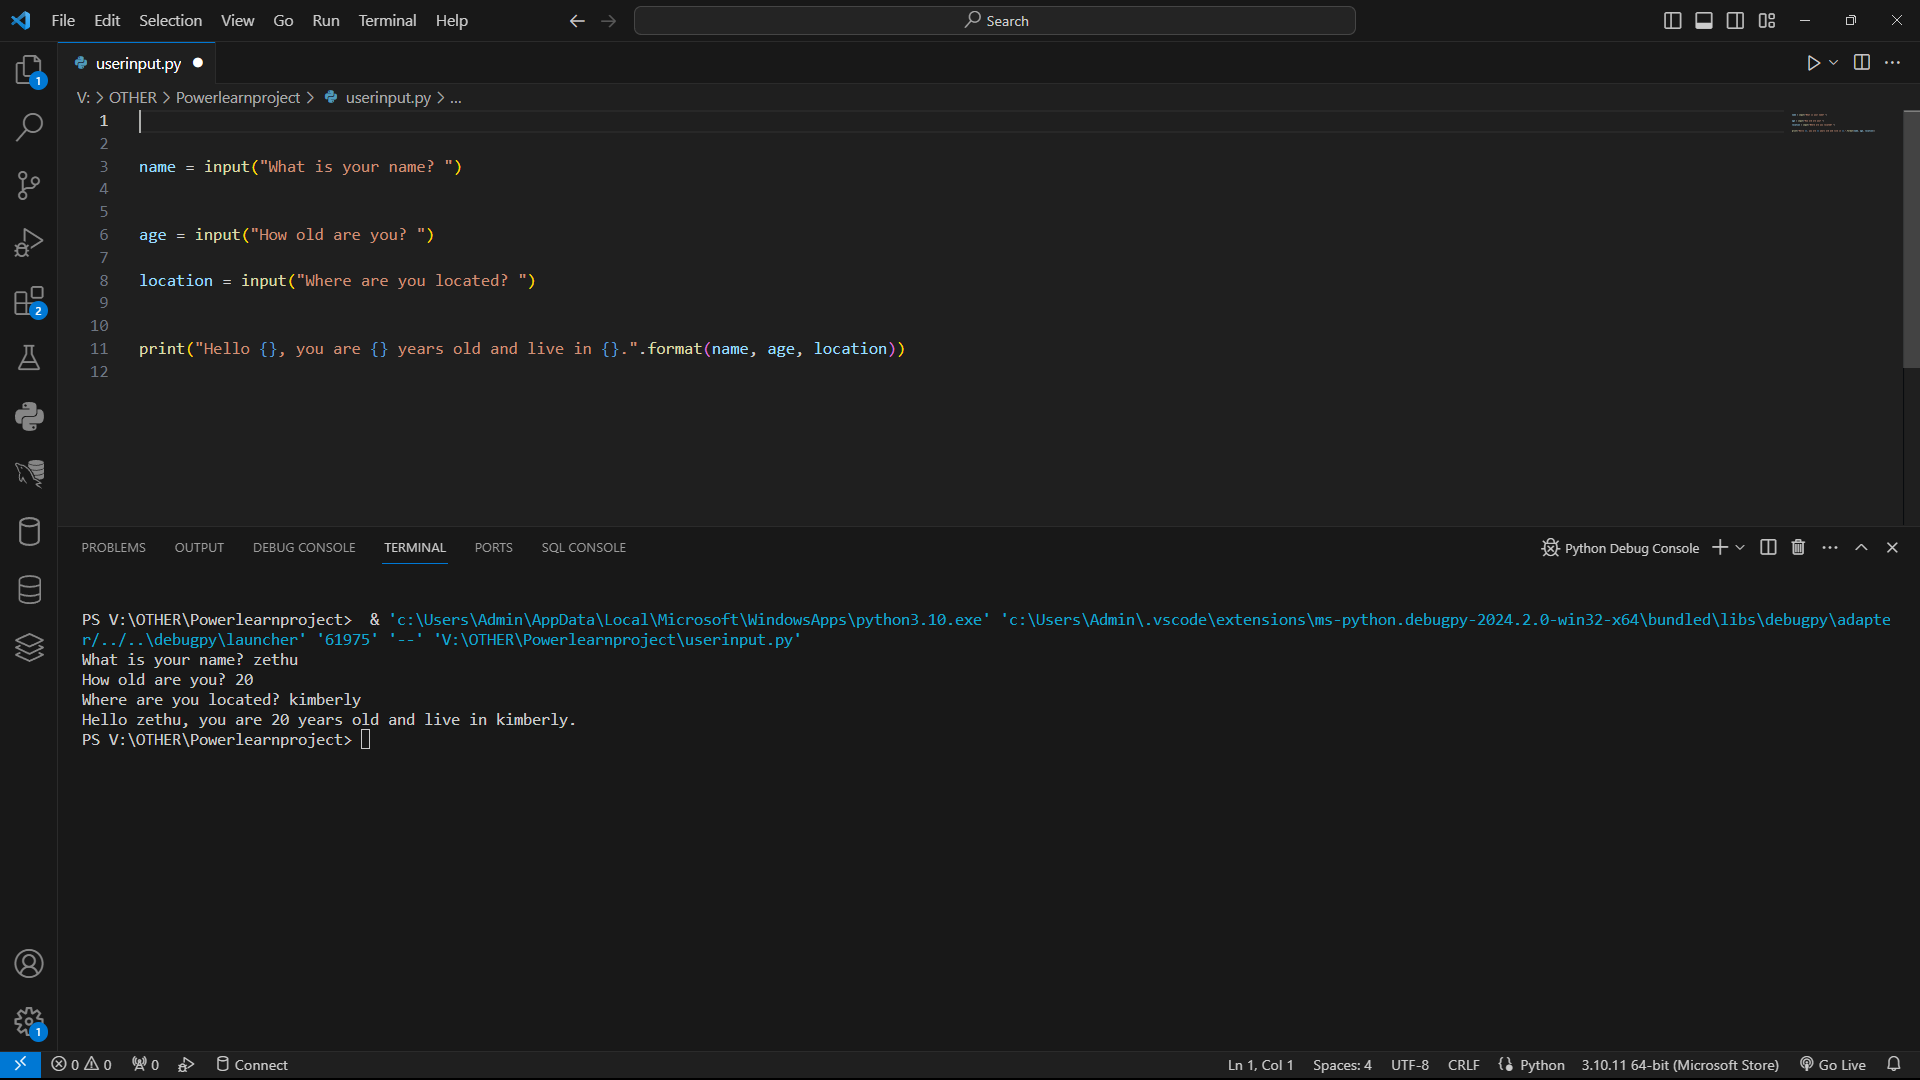 File Edit Selection View Go Run Terminal Help Search
1
userinput.py
V: > OTHER > Powerlearnproject > userinput.py > ...
1
2
3 name = input("What is your name? ")
4
5
6 age = input("How old are you? ")
7
8 location = input("Where are you located? ")
9
10
11 print("Hello {}, you are {} years old and live in {}.".format(name, age, location))
12
2
PROBLEMS OUTPUT DEBUG CONSOLE TERMINAL PORTS SQL CONSOLE Python Debug Console
PS V:\OTHER\Powerlearnproject>  & 'c:\Users\Admin\AppData\Local\Microsoft\WindowsApps\python3.10.exe' 'c:\Users\Admin\.vscode\extensions\ms-python.debugpy-2024.2.0-win32-x64\bundled\libs\debugpy\adapte
r/../..\debugpy\launcher' '61975' '--' 'V:\OTHER\Powerlearnproject\userinput.py'
What is your name? zethu
How old are you? 20
Where are you located? kimberly
Hello zethu, you are 20 years old and live in kimberly.
PS V:\OTHER\Powerlearnproject>
1
0 0 0 Connect Ln 1, Col 1 Spaces: 4 UTF-8 CRLF Python 3.10.11 64-bit (Microsoft Store) Go Live